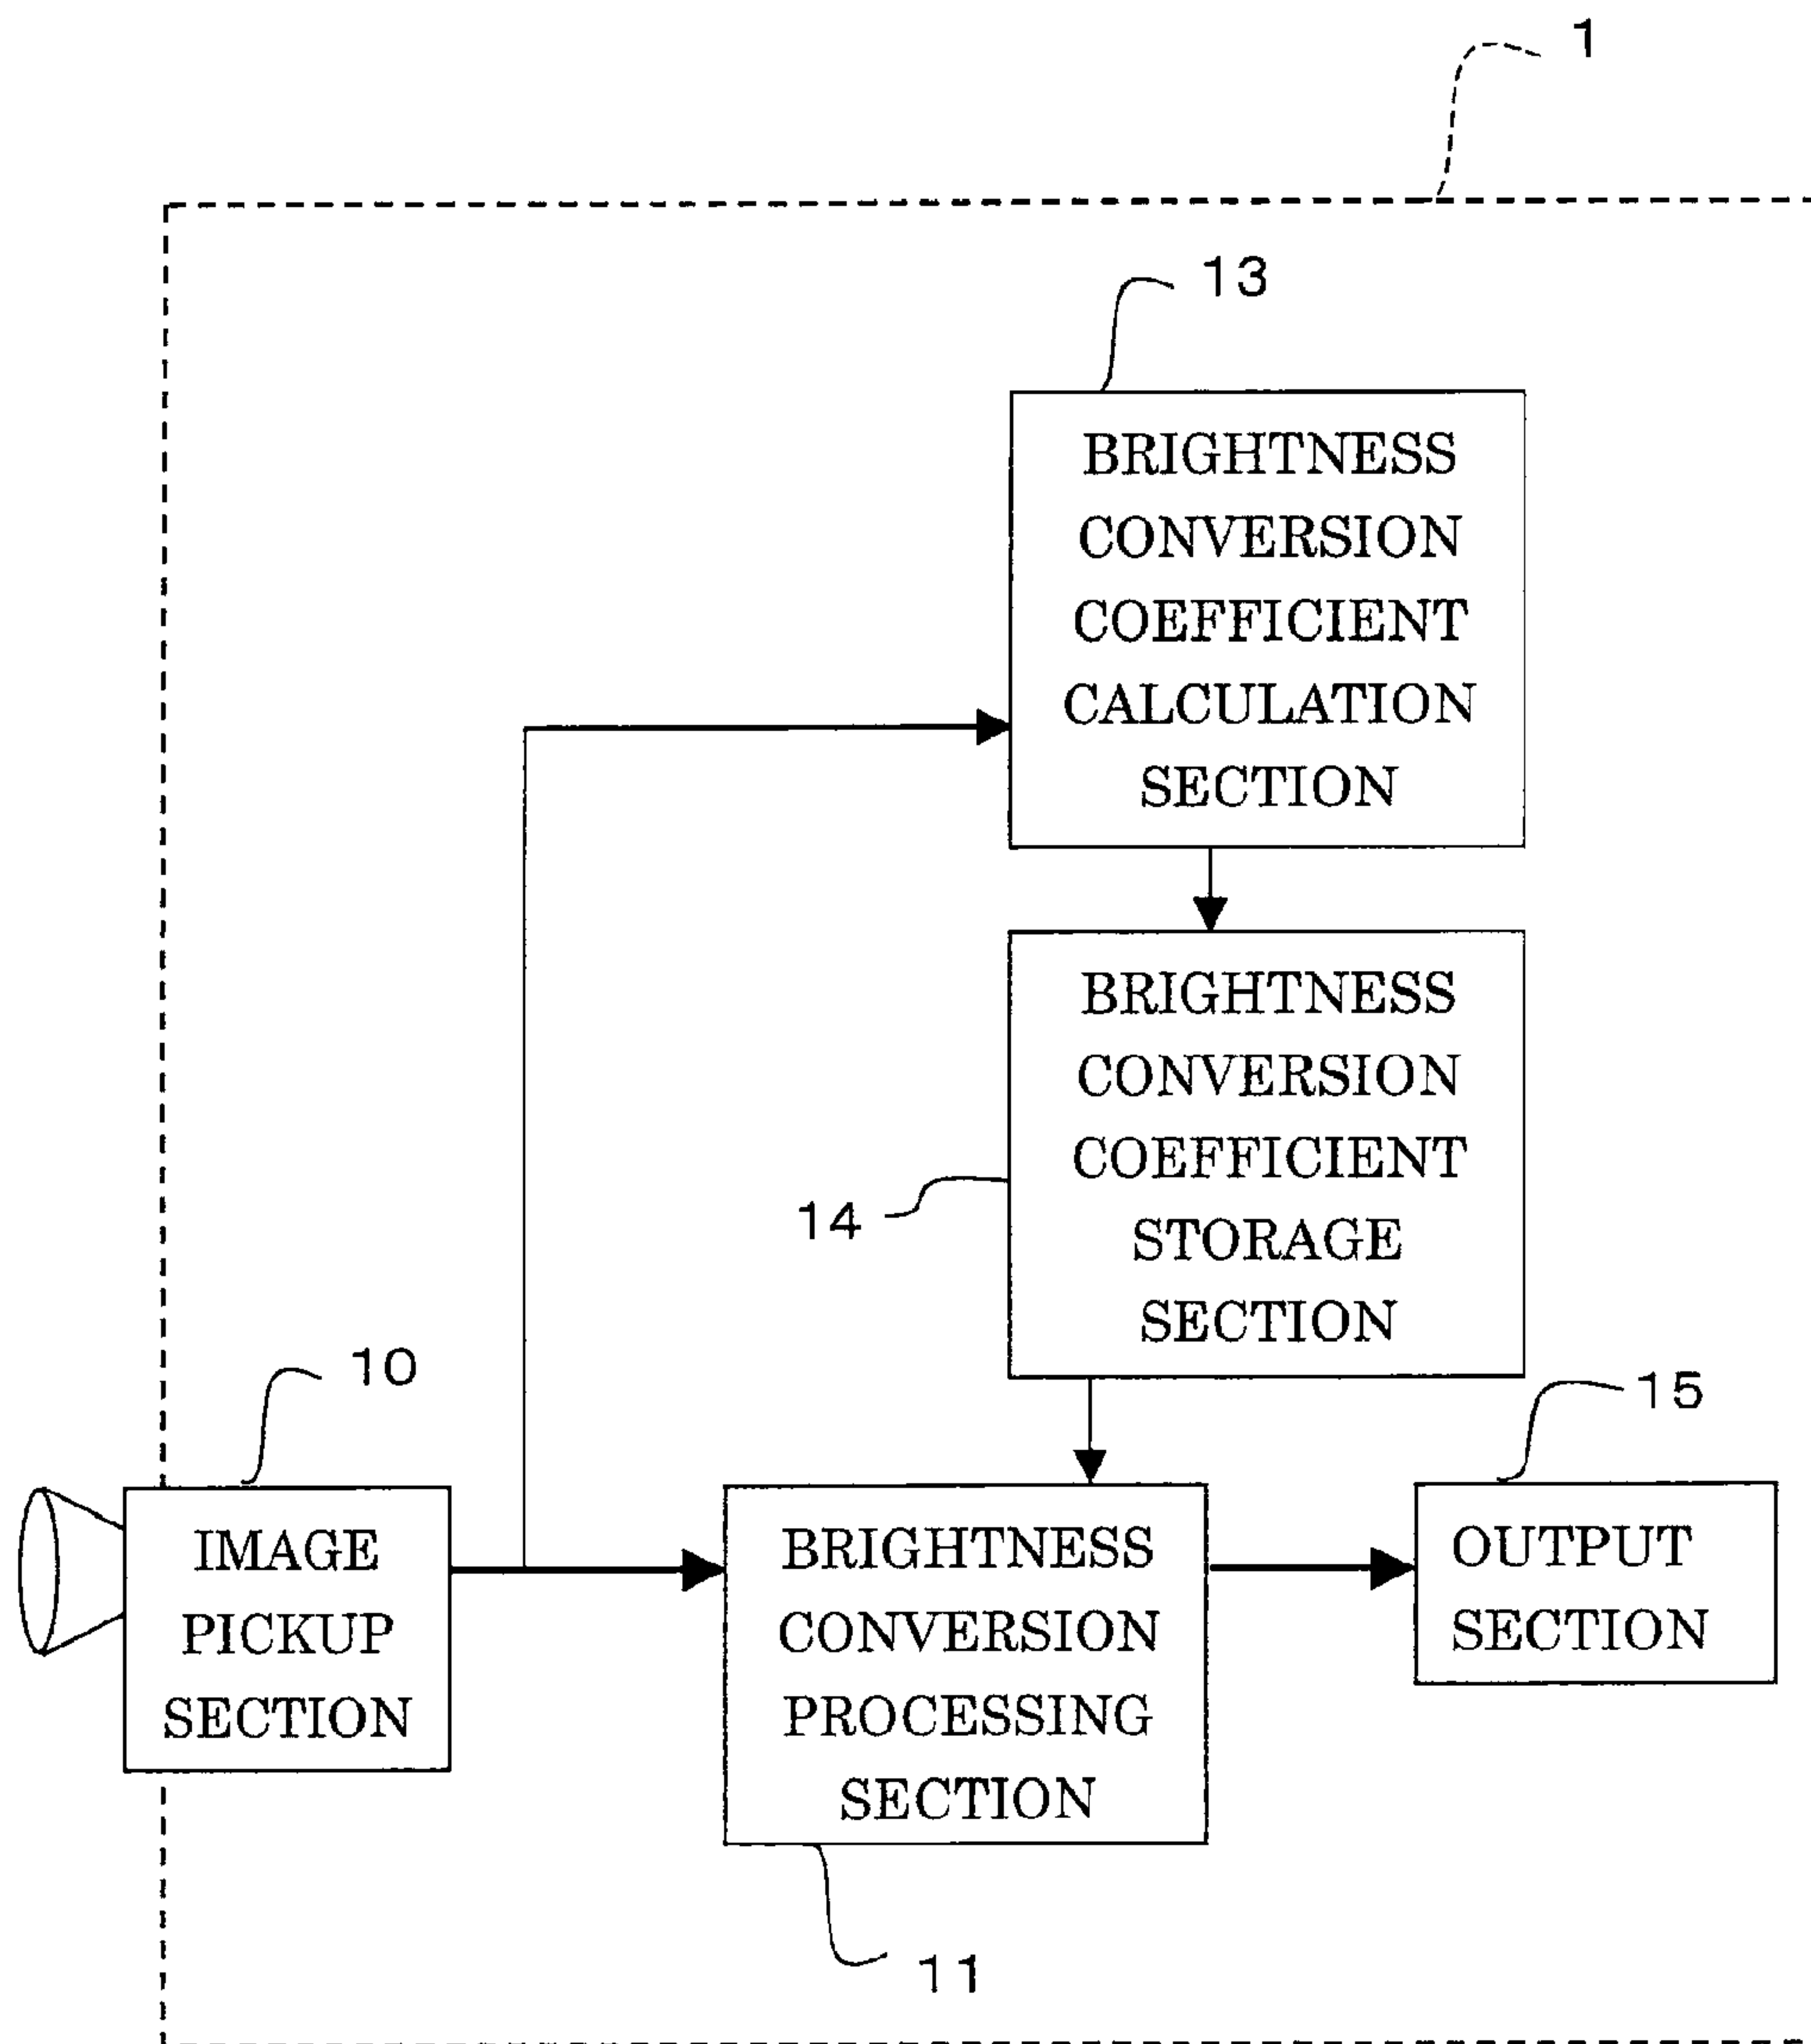 1
13
BRIGHTNESS
CONVERSION
COEFFICIENT
CALCULATION
SECTION
BRIGHTNESS
CONVERSION
COEFFICIENT
STORAGE
SECTION
14
10
15
IMAGE
PICKUP
SECTION
BRIGHTNESS
CONVERSION
PROCESSING
SECTION
OUTPUT
SECTION
11